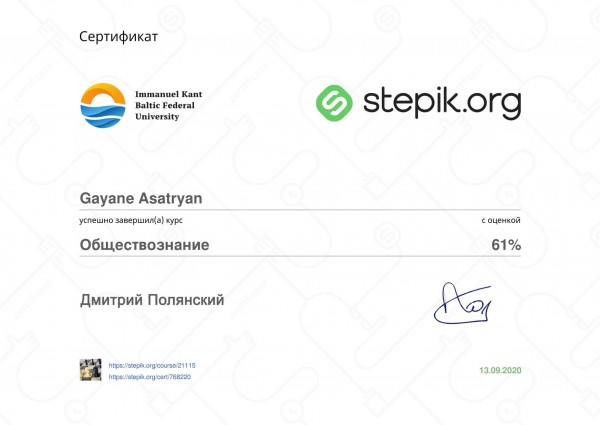 Сертификат
Immanuel Kant
Baltic Federal
University
stepik.org
Gayane Asatryan
успешно завершил(а) курс с оценкой
Обществознание 61%
Дмитрий Полянский
https://stepik.org/course/21115
https://stepik.org/cert/768220
13.09.2020